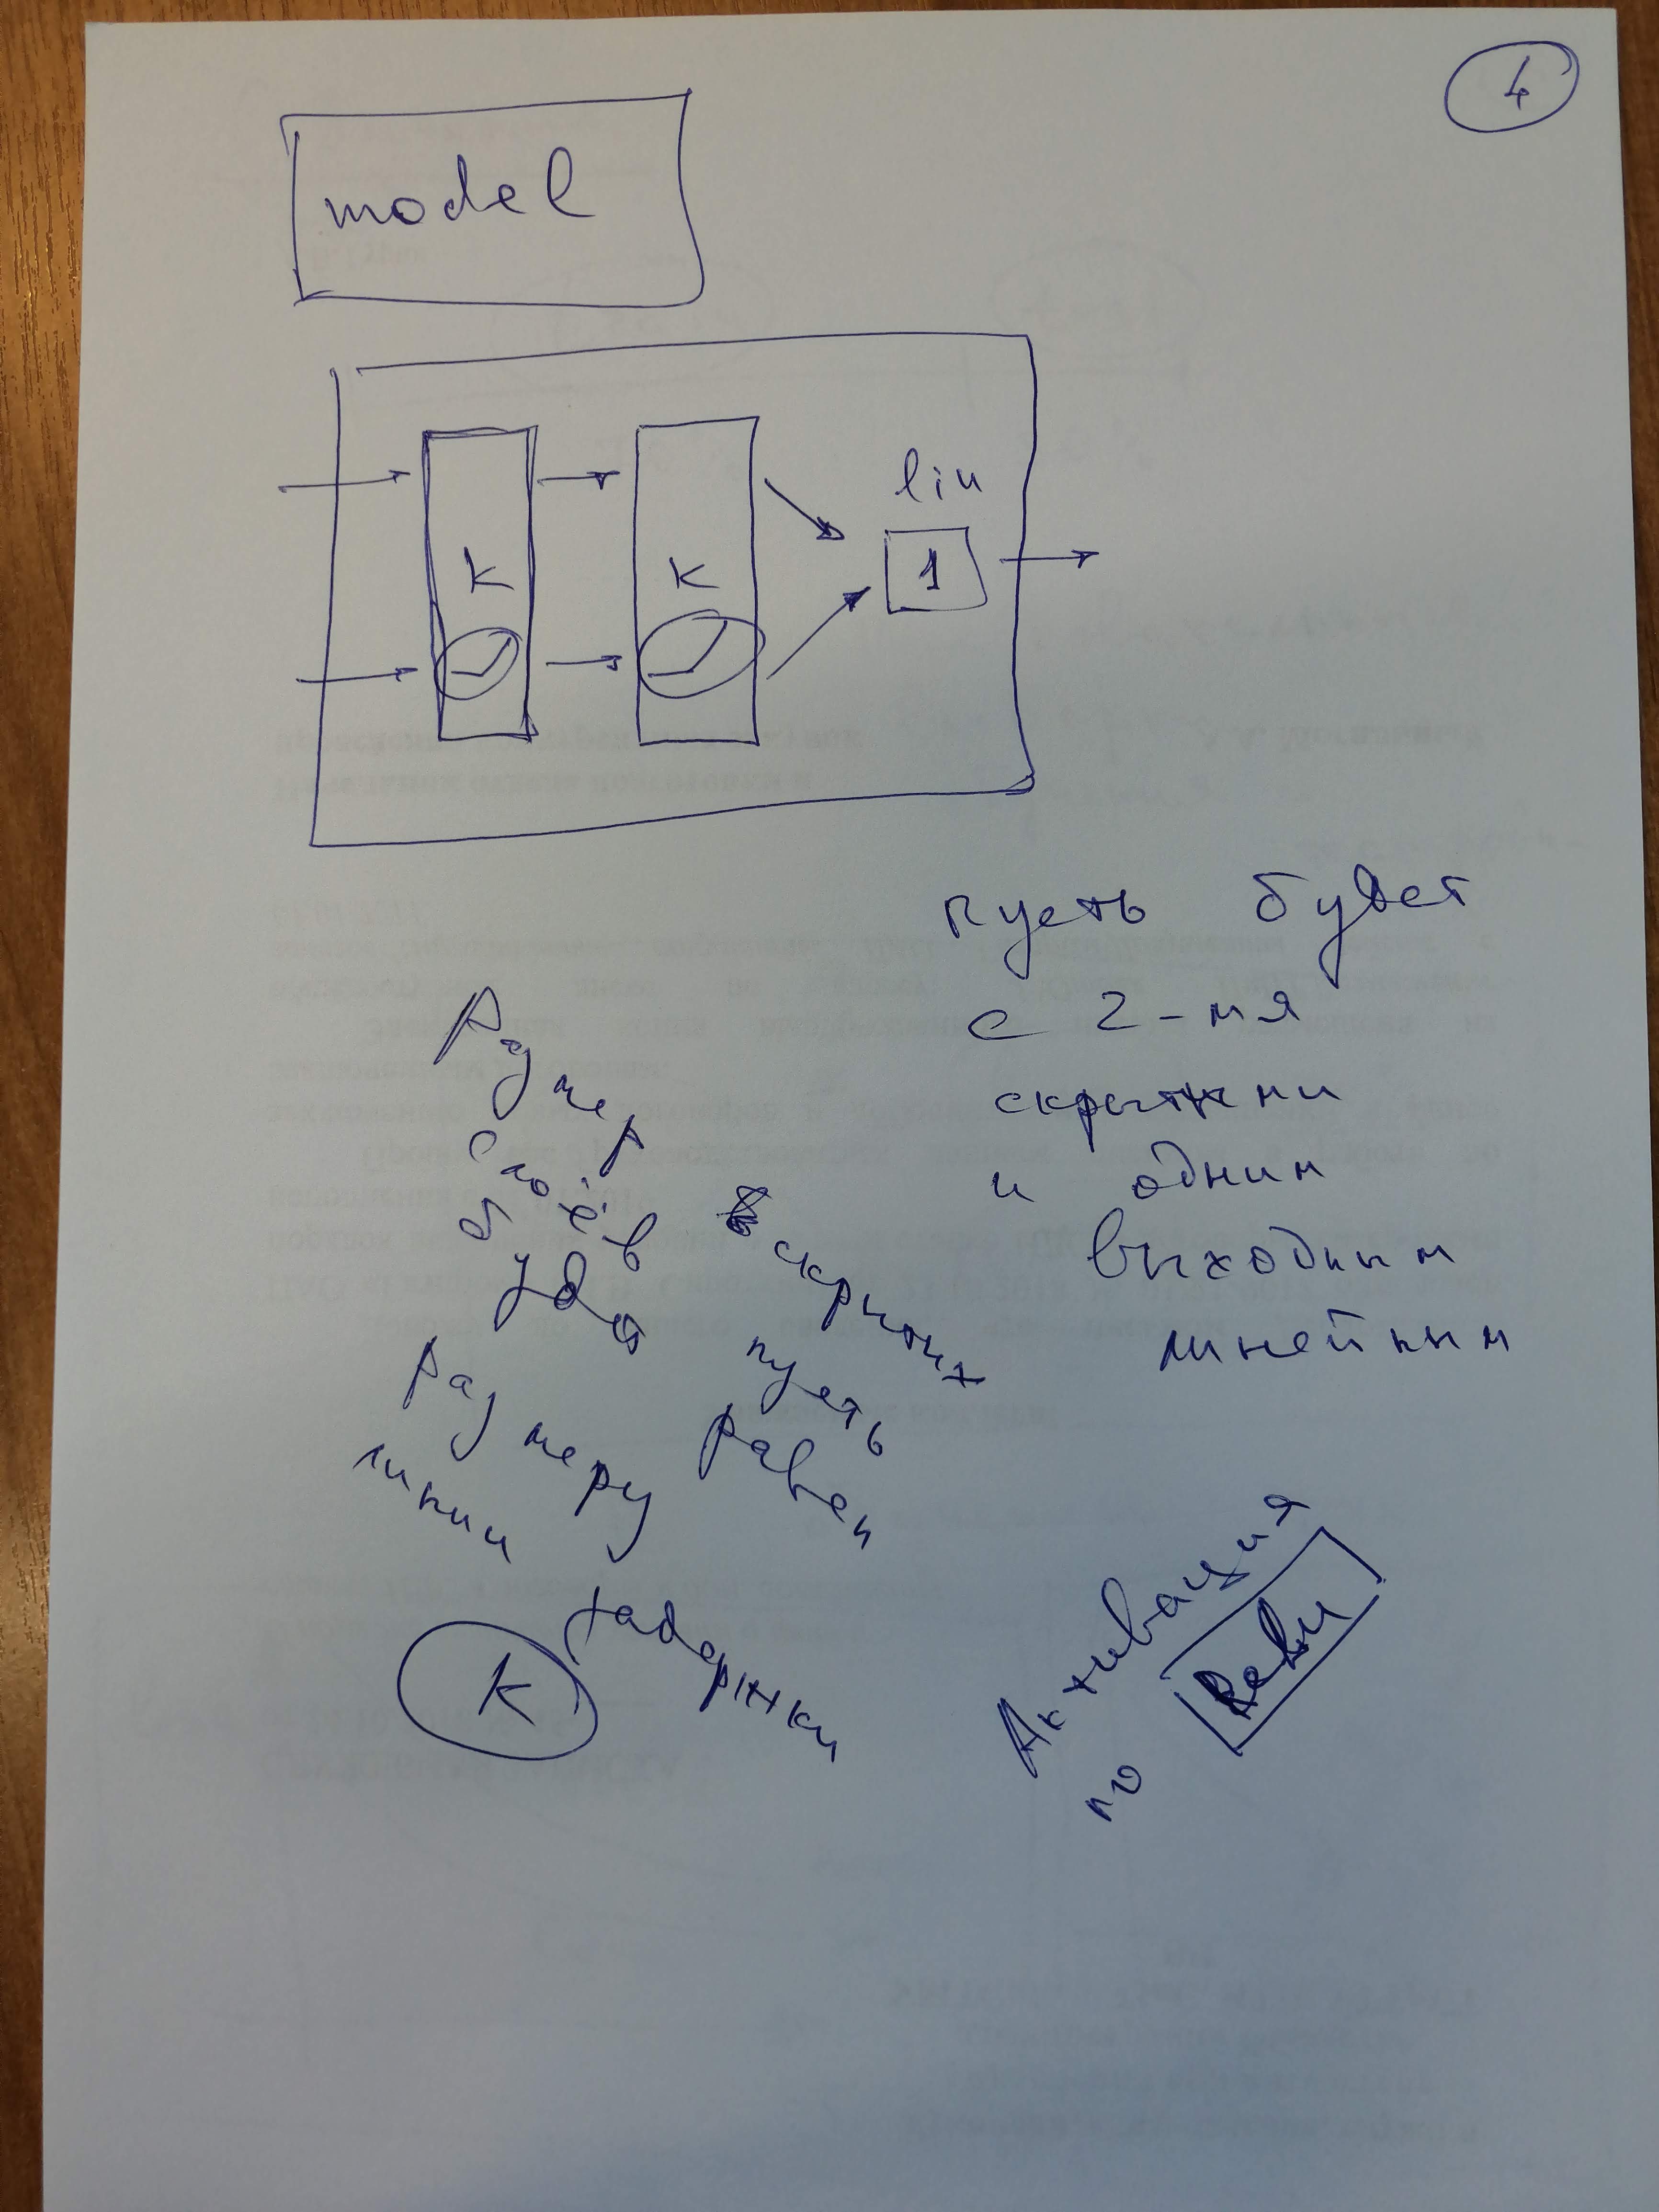 4
model
lin
K
K
1
пусть будет
с 2-мя
скрытыми
и одним
выходным
линейным
Размер
слоёв скрытых
будет пусть
равен
размеру
линии
задержки
K
Активация
по